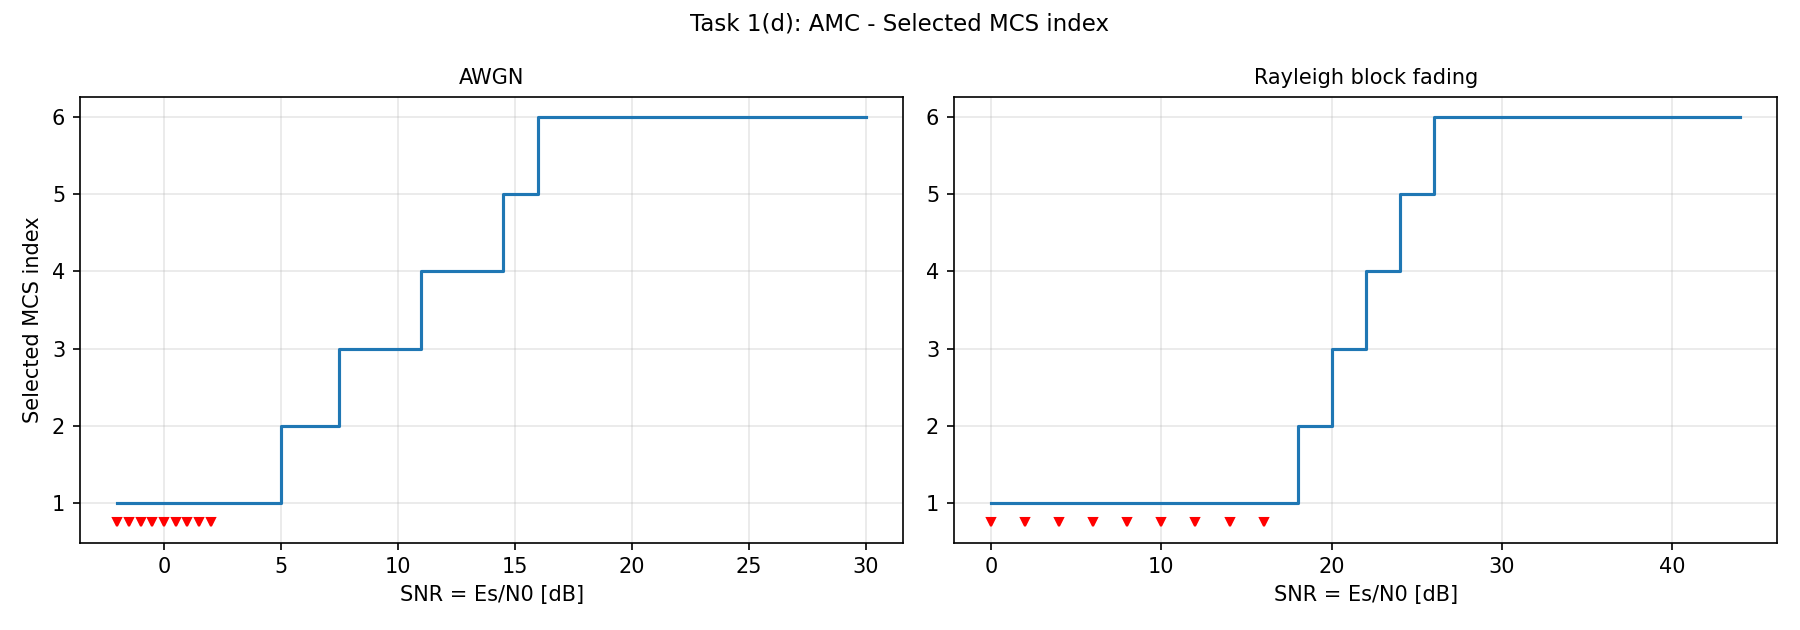 Task 1(d): AMC - Selected MCS index
AWGN
Selected MCS index
6
5
4
3
2
1
0 5 10 15 20 25 30
SNR = Es/N0 [dB]
Rayleigh block fading
6
5
4
3
2
1
0 10 20 30 40
SNR = Es/N0 [dB]